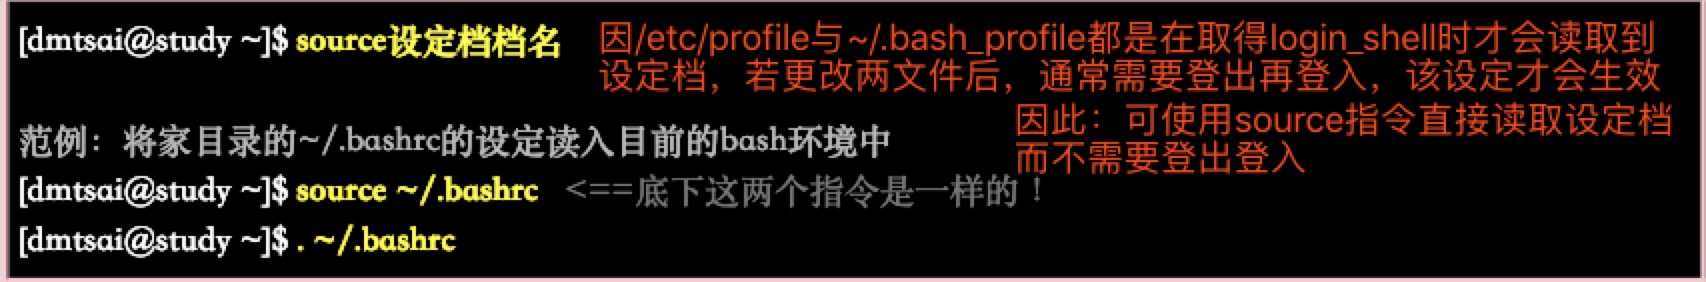 [dmtsai@study ~]$ source设定档档名
因/etc/profile与~/.bash_profile都是在取得login_shell时才会读取到
设定档，若更改两文件后，通常需要登出再登入，该设定才会生效
因此：可使用source指令直接读取设定档
而不需要登出登入
范例：将家目录的~/.bashrc的设定读入目前的bash环境中
[dmtsai@study ~]$ source ~/.bashrc <==底下这两个指令是一样的！
[dmtsai@study ~]$ . ~/.bashrc